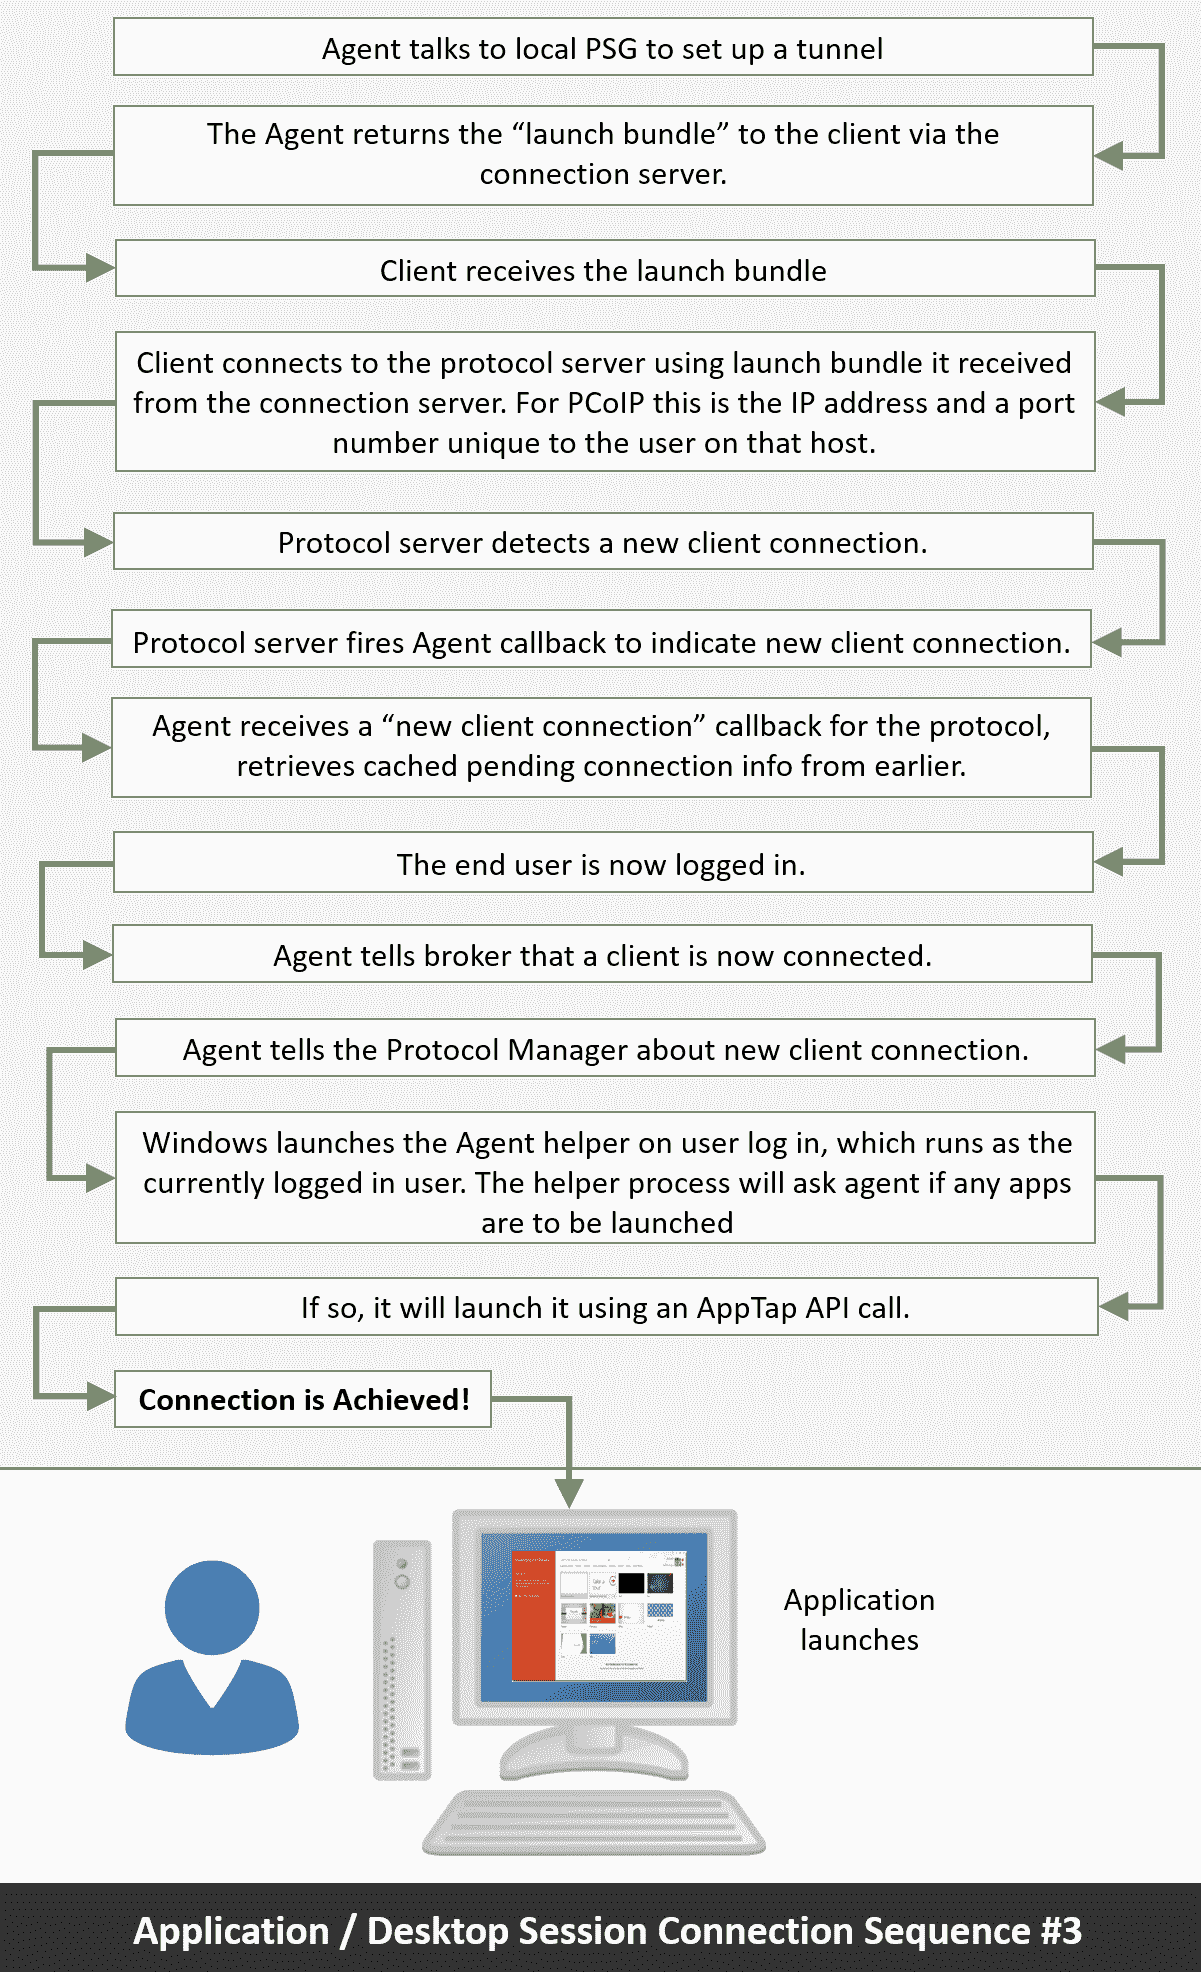 Agent talks to local PSG to set up a tunnel
The Agent returns the “launch bundle” to the client via the
connection server.
Client receives the launch bundle
Client connects to the protocol server using launch bundle it received
from the connection server. For PCoIP this is the IP address and a port
number unique to the user on that host.
Protocol server detects a new client connection.
Protocol server fires Agent callback to indicate new client connection.
Agent receives a “new client connection” callback for the protocol,
retrieves cached pending connection info from earlier.
The end user is now logged in.
Agent tells broker that a client is now connected.
Agent tells the Protocol Manager about new client connection.
Windows launches the Agent helper on user log in, which runs as the
currently logged in user. The helper process will ask agent if any apps
are to be launched
If so, it will launch it using an AppTap API call.
Connection is Achieved!
Application
launches
Application / Desktop Session Connection Sequence #3